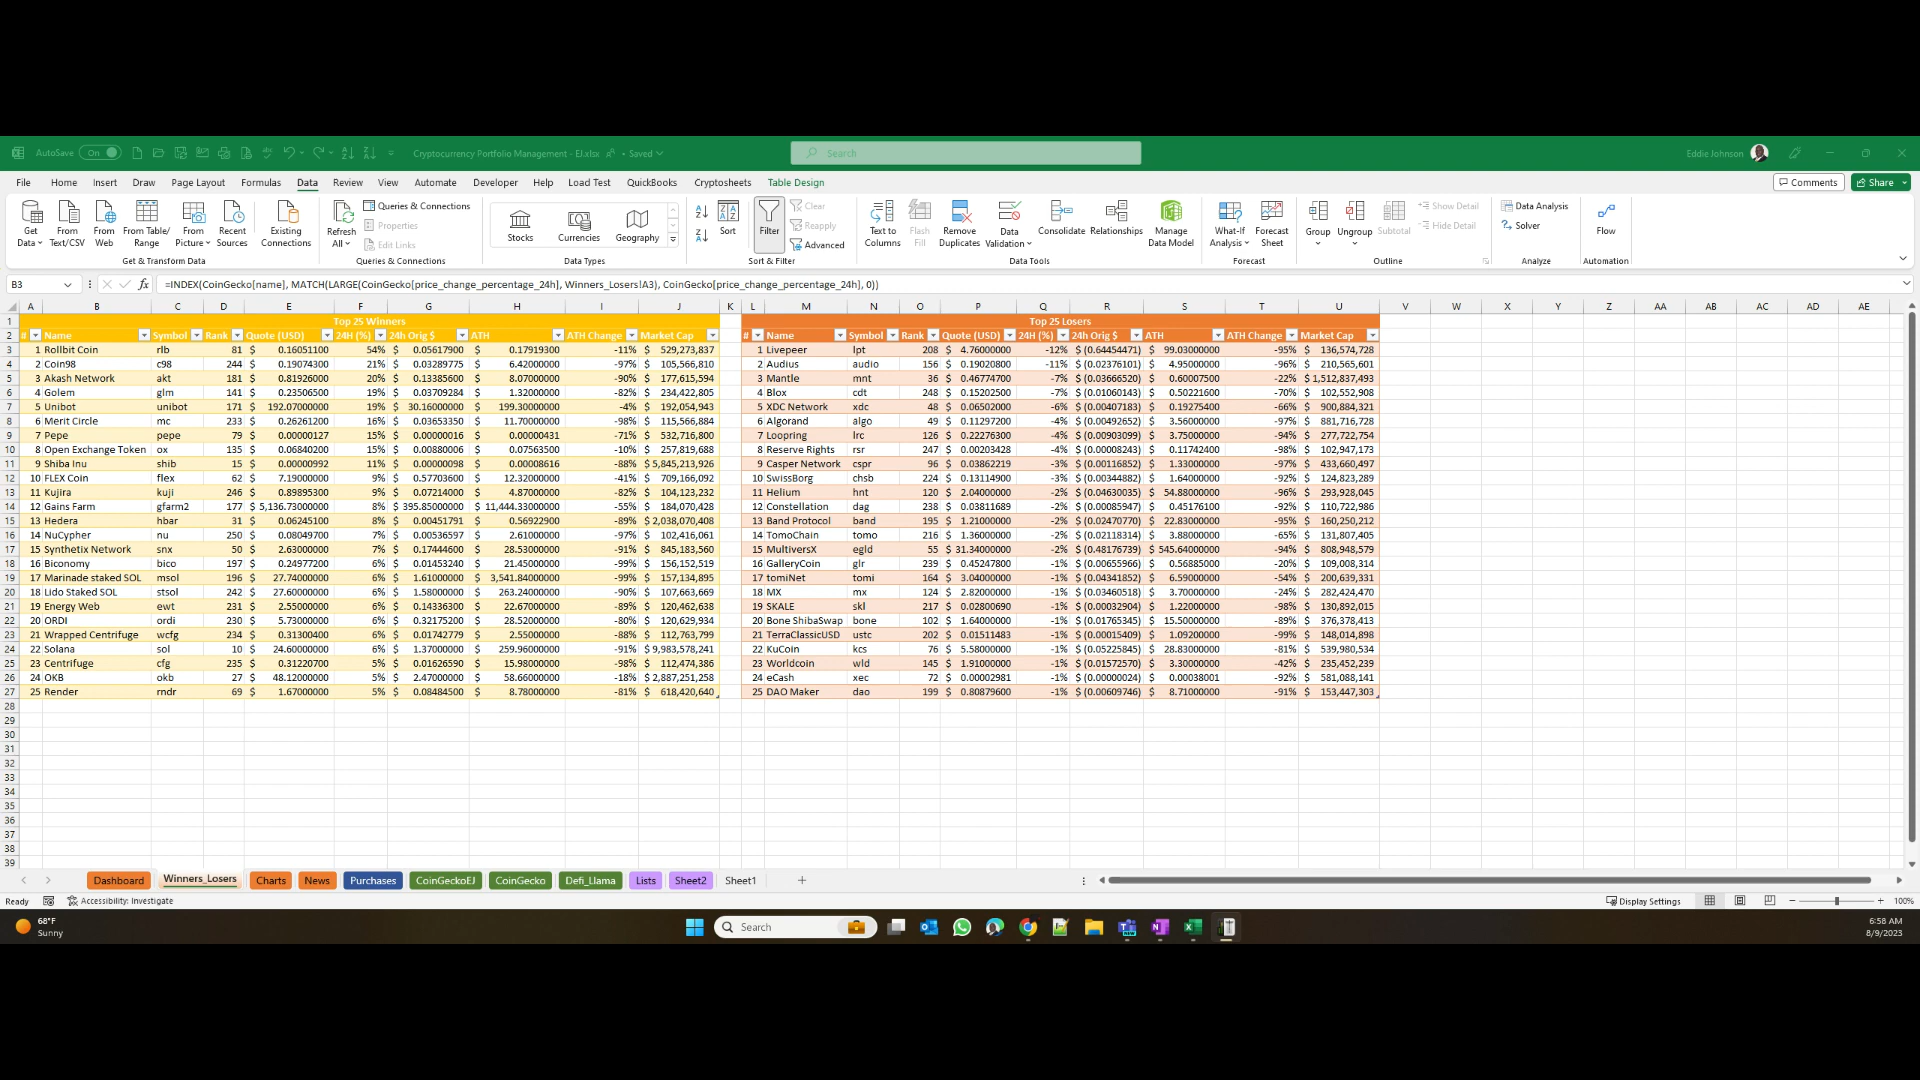 AutoSave On Cryptocurrency Portfolio Management - EJ.xlsx • Saved Search Eddie Johnson
File Home Insert Draw Page Layout Formulas Data Review View Automate Developer Help Load Test QuickBooks Cryptosheets Table Design Comments Share
Get Data From Text/CSV From Web From Table/Range From Picture Recent Sources Existing Connections
Get & Transform Data
Refresh All Queries & Connections Properties Edit Links
Queries & Connections
Stocks Currencies Geography
Data Types
Sort Filter Clear Reapply Advanced
Sort & Filter
Text to Columns Flash Fill Remove Duplicates Data Validation Consolidate Relationships Manage Data Model
Data Tools
What-If Analysis Forecast Sheet
Forecast
Group Ungroup Subtotal Show Detail Hide Detail
Outline
Data Analysis Solver
Analyze
Flow
Automation
B3 fx =INDEX(CoinGecko[name], MATCH(LARGE(CoinGecko[price_change_percentage_24h], Winners_Losers!A3), CoinGecko[price_change_percentage_24h], 0))
A B C D E F G H I J K L M N O P Q R S T U V W X Y Z AA AB AC AD AE
1 Top 25 Winners Top 25 Losers
2 # Name Symbol Rank Quote (USD) 24H (%) 24h Orig $ ATH ATH Change Market Cap # Name Symbol Rank Quote (USD) 24H (%) 24h Orig $ ATH ATH Change Market Cap
3 1 Rollbit Coin rlb 81 $ 0.16051100 54% $ 0.05617900 $ 0.17919300 -11% $ 529,273,837 1 Livepeer lpt 208 $ 4.76000000 -12% $ (0.64454471) $ 99.03000000 -95% $ 136,574,728
4 2 Coin98 c98 244 $ 0.19074300 21% $ 0.03289775 $ 6.42000000 -97% $ 105,566,810 2 Audius audio 156 $ 0.19020800 -11% $ (0.02376101) $ 4.95000000 -96% $ 210,565,601
5 3 Akash Network akt 181 $ 0.81926000 20% $ 0.13385600 $ 8.07000000 -90% $ 177,615,594 3 Mantle mnt 36 $ 0.46774700 -7% $ (0.03666520) $ 0.60007500 -22% $ 1,512,837,493
6 4 Golem glm 141 $ 0.23506500 19% $ 0.03709284 $ 1.32000000 -82% $ 234,422,805 4 Blox cdt 248 $ 0.15202500 -7% $ (0.01060143) $ 0.50221600 -70% $ 102,552,908
7 5 Unibot unibot 171 $ 192.07000000 19% $ 30.16000000 $ 199.30000000 -4% $ 192,054,943 5 XDC Network xdc 48 $ 0.06502000 -6% $ (0.00407183) $ 0.19275400 -66% $ 900,884,321
8 6 Merit Circle mc 233 $ 0.26261200 16% $ 0.03653350 $ 11.70000000 -98% $ 115,566,884 6 Algorand algo 49 $ 0.11297200 -4% $ (0.00492652) $ 3.56000000 -97% $ 881,716,728
9 7 Pepe pepe 79 $ 0.00000127 15% $ 0.00000016 $ 0.00000431 -71% $ 532,716,800 7 Loopring lrc 126 $ 0.22276300 -4% $ (0.00903099) $ 3.75000000 -94% $ 277,722,754
10 8 Open Exchange Token ox 135 $ 0.06840200 15% $ 0.00880006 $ 0.07563500 -10% $ 257,819,688 8 Reserve Rights rsr 247 $ 0.00203428 -4% $ (0.00008243) $ 0.11742400 -98% $ 102,947,173
11 9 Shiba Inu shib 15 $ 0.00000992 11% $ 0.00000098 $ 0.00008616 -88% $ 5,845,213,926 9 Casper Network cspr 96 $ 0.03862219 -3% $ (0.00116852) $ 1.33000000 -97% $ 433,660,497
12 10 FLEX Coin flex 62 $ 7.19000000 9% $ 0.57703600 $ 12.32000000 -41% $ 709,166,092 10 SwissBorg chsb 224 $ 0.13114900 -3% $ (0.00344882) $ 1.64000000 -92% $ 124,823,289
13 11 Kujira kuji 246 $ 0.89895300 9% $ 0.07214000 $ 4.87000000 -82% $ 104,123,232 11 Helium hnt 120 $ 2.04000000 -2% $ (0.04630035) $ 54.88000000 -96% $ 293,928,045
14 12 Gains Farm gfarm2 177 $ 5,136.73000000 8% $ 395.85000000 $ 11,444.33000000 -55% $ 184,070,428 12 Constellation dag 238 $ 0.03811689 -2% $ (0.00085947) $ 0.45176100 -92% $ 110,722,986
15 13 Hedera hbar 31 $ 0.06245100 8% $ 0.00451791 $ 0.56922900 -89% $ 2,038,070,408 13 Band Protocol band 195 $ 1.21000000 -2% $ (0.02470770) $ 22.83000000 -95% $ 160,250,212
16 14 NuCypher nu 250 $ 0.08049700 7% $ 0.00536597 $ 2.61000000 -97% $ 102,416,061 14 TomoChain tomo 216 $ 1.36000000 -2% $ (0.02118314) $ 3.88000000 -65% $ 131,807,405
17 15 Synthetix Network snx 50 $ 2.63000000 7% $ 0.17444600 $ 28.53000000 -91% $ 845,183,560 15 MultiversX egld 55 $ 31.34000000 -2% $ (0.48176739) $ 545.64000000 -94% $ 808,948,579
18 16 Biconomy bico 197 $ 0.24977200 6% $ 0.01453240 $ 21.45000000 -99% $ 156,152,519 16 GalleryCoin glr 239 $ 0.45247800 -1% $ (0.00655966) $ 0.56885000 -20% $ 109,008,314
19 17 Marinade staked SOL msol 196 $ 27.74000000 6% $ 1.61000000 $ 3,541.84000000 -99% $ 157,134,895 17 tomiNet tomi 164 $ 3.04000000 -1% $ (0.04341852) $ 6.59000000 -54% $ 200,639,331
20 18 Lido Staked SOL stsol 242 $ 27.60000000 6% $ 1.58000000 $ 263.24000000 -90% $ 107,663,669 18 MX mx 124 $ 2.82000000 -1% $ (0.03460518) $ 3.70000000 -24% $ 282,424,470
21 19 Energy Web ewt 231 $ 2.55000000 6% $ 0.14336300 $ 22.67000000 -89% $ 120,462,638 19 SKALE skl 217 $ 0.02800690 -1% $ (0.00032904) $ 1.22000000 -98% $ 130,892,015
22 20 ORDI ordi 230 $ 5.73000000 6% $ 0.32175200 $ 28.52000000 -80% $ 120,629,934 20 Bone ShibaSwap bone 102 $ 1.64000000 -1% $ (0.01765345) $ 15.50000000 -89% $ 376,378,413
23 21 Wrapped Centrifuge wcfg 234 $ 0.31300400 6% $ 0.01742779 $ 2.55000000 -88% $ 112,763,799 21 TerraClassicUSD ustc 202 $ 0.01511483 -1% $ (0.00015409) $ 1.09200000 -99% $ 148,014,898
24 22 Solana sol 10 $ 24.60000000 6% $ 1.37000000 $ 259.96000000 -91% $ 9,983,578,241 22 KuCoin kcs 76 $ 5.58000000 -1% $ (0.05225845) $ 28.83000000 -81% $ 539,980,534
25 23 Centrifuge cfg 235 $ 0.31220700 5% $ 0.01626590 $ 15.98000000 -98% $ 112,474,386 23 Worldcoin wld 145 $ 1.91000000 -1% $ (0.01572570) $ 3.30000000 -42% $ 235,452,239
26 24 OKB okb 27 $ 48.12000000 5% $ 2.47000000 $ 58.66000000 -18% $ 2,887,251,258 24 eCash xec 72 $ 0.00002981 -1% $ (0.00000024) $ 0.00038001 -92% $ 581,088,141
27 25 Render rndr 69 $ 1.67000000 5% $ 0.08484500 $ 8.78000000 -81% $ 618,420,640 25 DAO Maker dao 199 $ 0.80879600 -1% $ (0.00609746) $ 8.71000000 -91% $ 153,447,303
28
29
30
31
32
33
34
35
36
37
38
39
Dashboard Winners_Losers Charts News Purchases CoinGeckoEJ CoinGecko Defi_Llama Lists Sheet2 Sheet1
Ready Accessibility: Investigate Display Settings 100%
68°F
Sunny
Search
6:58 AM
8/9/2023